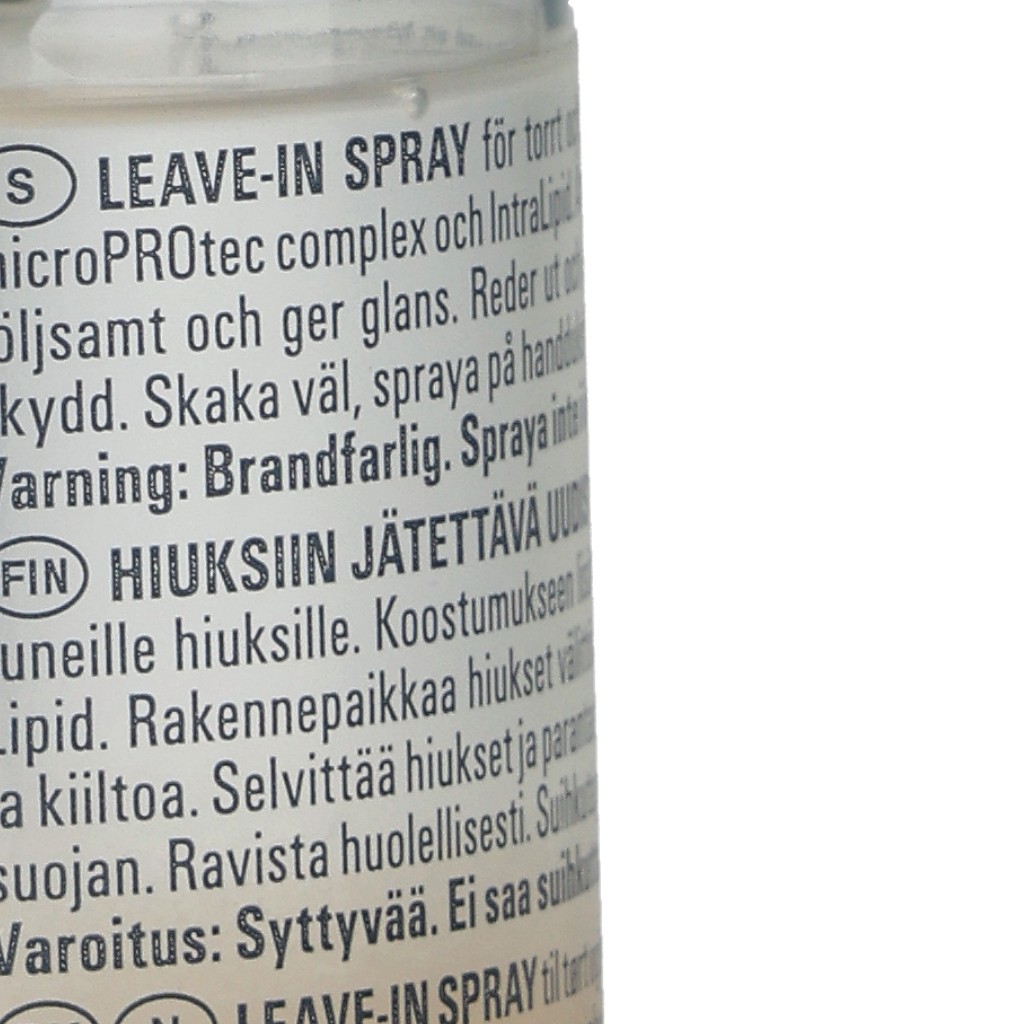 S LEAVE-IN SPRAY för torrt
microPROtec complex och IntraLipid.
öljsamt och ger glans. Reder ut
kydd. Skaka väl, spraya på
Varning: Brandfarlig. Spraya inte
FIN HIUKSIIN JÄTETTÄVÄ
uneille hiuksille. Koostumukseen
Lipid. Rakennepaikkaa hiukset
a kiiltoa. Selvittää hiukset ja
suojan. Ravista huolellisesti.
Varoitus: Syttyvää. Ei saa
N LEAVE-IN SPRAY til tørt